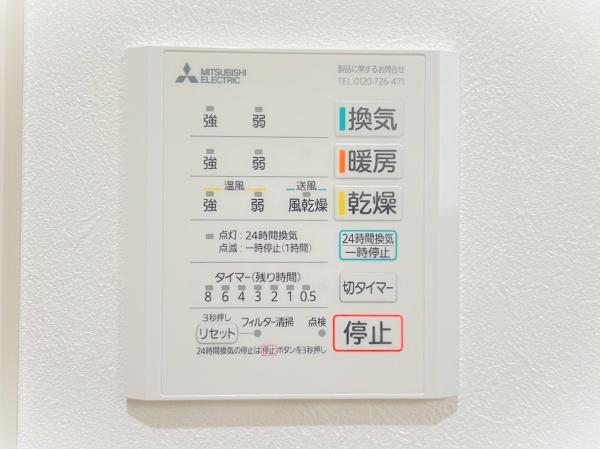 MITSUBISHI
ELECTRIC
製品に関するお問合せ
TEL:0120-726-471
強 弱 換気
強 弱 暖房
温風 送風
強 弱 風乾燥 乾燥
点灯:24時間換気
点滅:一時停止(1時間)
24時間換気
一時停止
タイマー(残り時間)
8 6 4 3 2 1 0.5
切タイマー
3秒押し
リセット フィルター清掃 点検
停止
24時間換気の停止は停止ボタンを3秒押し